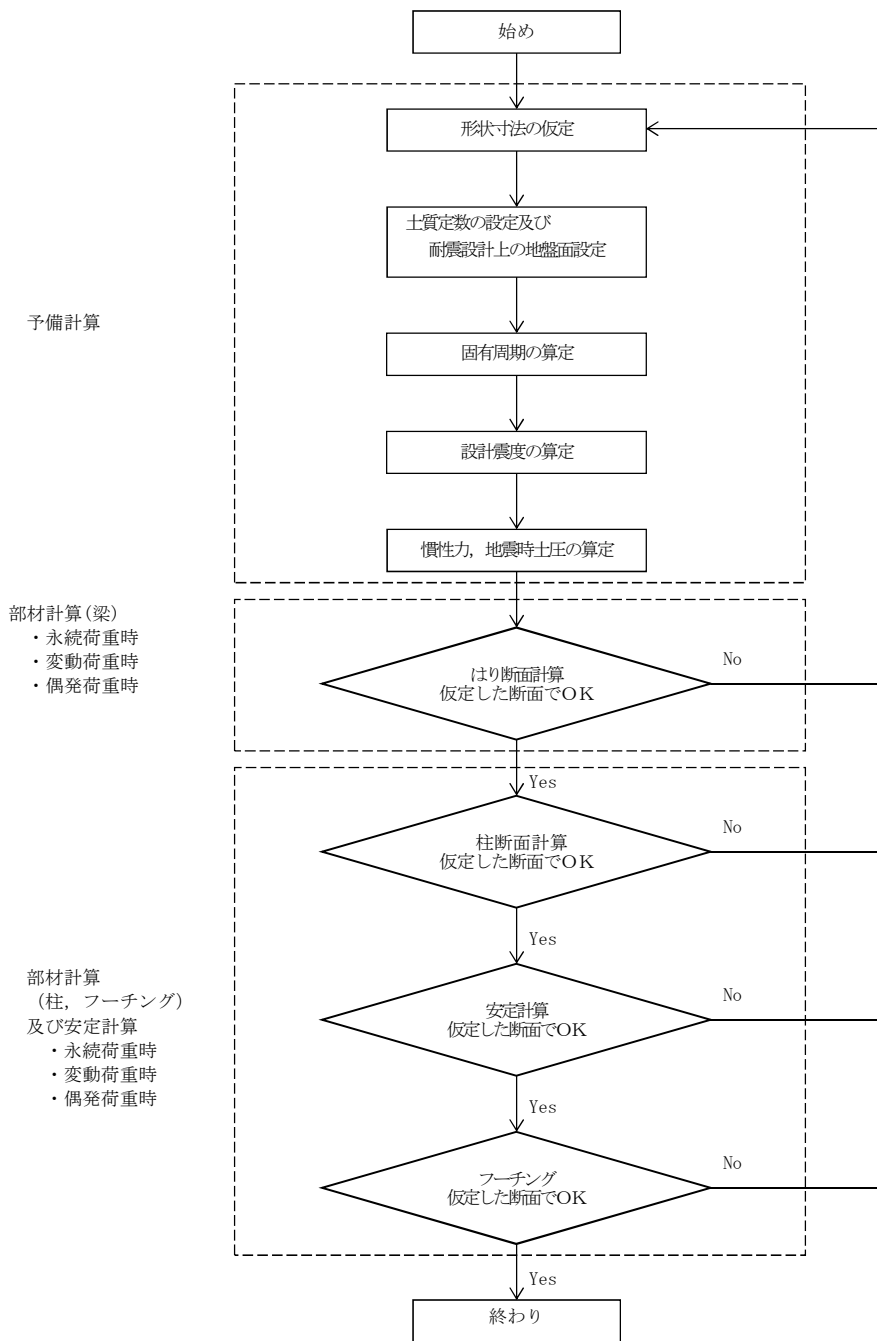 始め
形状寸法の仮定
土質定数の設定及び
耐震設計上の地盤面設定
予備計算
固有周期の算定
設計震度の算定
慣性力，地震時土圧の算定
部材計算(梁)
・永続荷重時
・変動荷重時
・偶発荷重時
はり断面計算
仮定した断面でＯＫ
No
Yes
柱断面計算
仮定した断面でＯＫ
No
Yes
部材計算
（柱，フーチング）
及び安定計算
・永続荷重時
・変動荷重時
・偶発荷重時
安定計算
仮定した断面でＯＫ
No
Yes
フーチング
仮定した断面でＯＫ
No
Yes
終わり